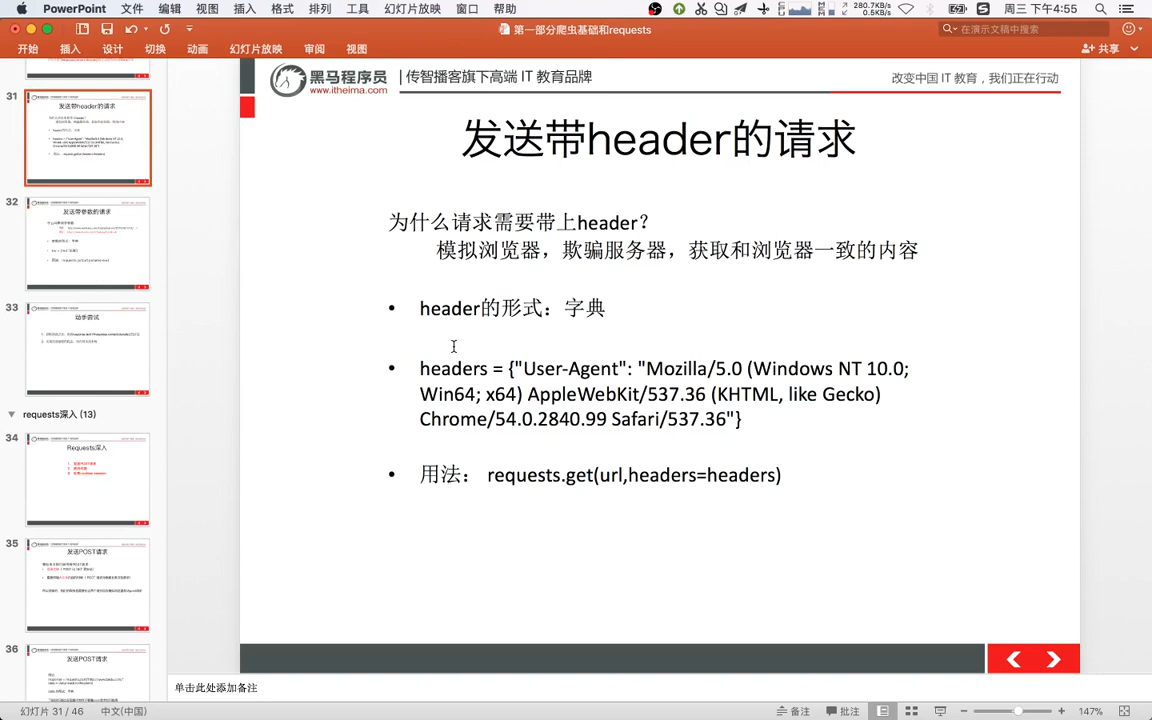 PowerPoint 文件 编辑 视图 插入 格式 排列 工具 幻灯片放映 窗口 帮助 280.7KB/s 0.5KB/s 周三 下午4:55
第一部分爬虫基础和requests
在演示文稿中搜索
开始 插入 设计 切换 动画 幻灯片放映 审阅 视图 共享
31
发送带header的请求
32
发送带参数的请求
33
动手尝试
requests深入 (13)
34
Requests深入
35
发送POST请求
36
发送POST请求
黑马程序员
www.itheima.com
传智播客旗下高端 IT 教育品牌
改变中国 IT 教育，我们正在行动
发送带header的请求
为什么请求需要带上header？
模拟浏览器，欺骗服务器，获取和浏览器一致的内容
• header的形式：字典
• headers = {"User-Agent": "Mozilla/5.0 (Windows NT 10.0;
Win64; x64) AppleWebKit/537.36 (KHTML, like Gecko)
Chrome/54.0.2840.99 Safari/537.36"}
• 用法： requests.get(url,headers=headers)
单击此处添加备注
幻灯片 31 / 46 中文(中国) 备注 批注 147%